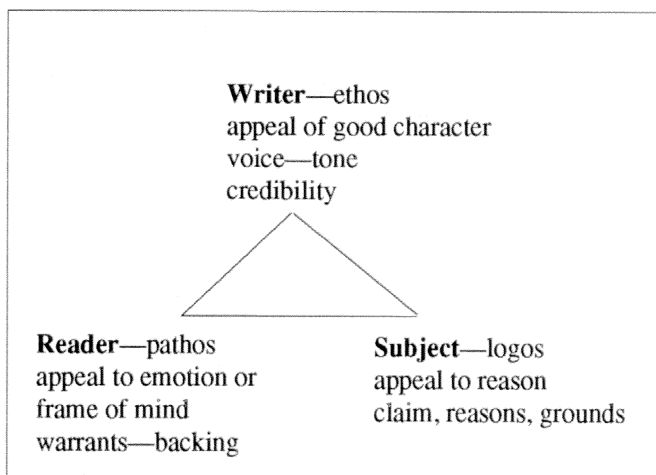 Writer—ethos
appeal of good character
voice—tone
credibility
Reader—pathos
appeal to emotion or
frame of mind
warrants—backing
Subject—logos
appeal to reason
claim, reasons, grounds